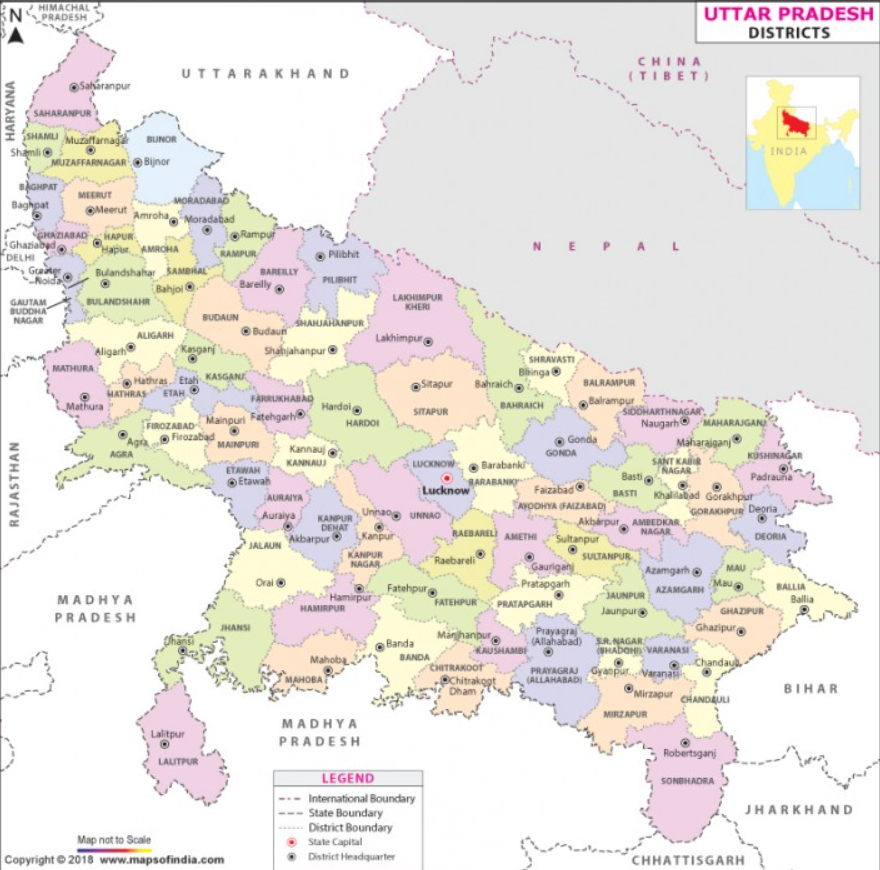 UTTAR PRADESH
DISTRICTS
N
HIMACHAL
PRADESH
UTTARAKHAND
CHINA
(TIBET)
INDIA
HARYANA
Saharanpur
SAHARANPUR
SHAMLI
Shamli
Muzaffarnagar
MUZAFFARNAGAR
BIJNOR
Bijnor
BAGHPAT
Baghpat
MEERUT
Meerut
MORADABAD
Moradabad
Amroha
AMROHA
Rampur
RAMPUR
GHAZIABAD
Ghaziabad
HAPUR
Hapur
DELHI
Greater
Noida
GAUTAM
BUDDHA
NAGAR
Bulandshahar
BULANDSHAHR
SAMBHAL
Bahjoi
BAREILLY
Bareilly
Pilibhit
PILIBHIT
NEPAL
BUDAUN
Budaun
SHAHJAHANPUR
Shahjahanpur
LAKHIMPUR
KHERI
Lakhimpur
ALIGARH
Aligarh
Kasganj
KASGANJ
MATHURA
Mathura
Hathras
HATHRAS
Etah
ETAH
FARRUKHABAD
Fatehgarh
Hardoi
HARDOI
Sitapur
SITAPUR
Bahraich
BAHRAICH
SHRAVASTI
Bhinga
BALRAMPUR
Balrampur
SIDDHARTHNAGAR
Naugarh
MAHARAJGANJ
Maharajganj
KUSHINAGAR
Padrauna
RAJASTHAN
Agra
AGRA
FIROZABAD
Firozabad
Mainpuri
MAINPURI
Kannauj
KANNAUJ
ETAWAH
Etawah
LUCKNOW
Lucknow
Barabanki
BARABANKI
Gonda
GONDA
Basti
BASTI
SANT KABIR
NAGAR
Khalilabad
Gorakhpur
GORAKHPUR
Deoria
DEORIA
Faizabad
AYODHYA (FAIZABAD)
AURAIYA
Auraiya
KANPUR
DEHAT
Akbarpur
Unnao
UNNAO
Kanpur
KANPUR
NAGAR
RAEBARELI
Raebareli
AMETHI
Gauriganj
Sultanpur
SULTANPUR
Akbarpur
AMBEDKAR
NAGAR
Azamgarh
AZAMGARH
MAU
Mau
BALLIA
Ballia
JALAUN
Orai
Hamirpur
HAMIRPUR
Fatehpur
FATEHPUR
Pratapgarh
PRATAPGARH
JAUNPUR
Jaunpur
GHAZIPUR
Ghazipur
MADHYA
PRADESH
JHANSI
Jhansi
Mahoba
MAHOBA
Banda
BANDA
Manjhanpur
KAUSHAMBI
CHITRAKOOT
Chitrakoot
Dham
Prayagraj
(Allahabad)
PRAYAGRAJ
(ALLAHABAD)
S.R. NAGAR
(BHADOHI)
Gyanpur
VARANASI
Varanasi
Chandauli
CHANDAULI
Mirzapur
MIRZAPUR
BIHAR
Lalitpur
LALITPUR
MADHYA
PRADESH
Robertsganj
SONBHADRA
JHARKHAND
CHHATTISGARH
LEGEND
International Boundary
State Boundary
District Boundary
State Capital
District Headquarter
Map not to Scale
Copyright © 2018 www.mapsofindia.com